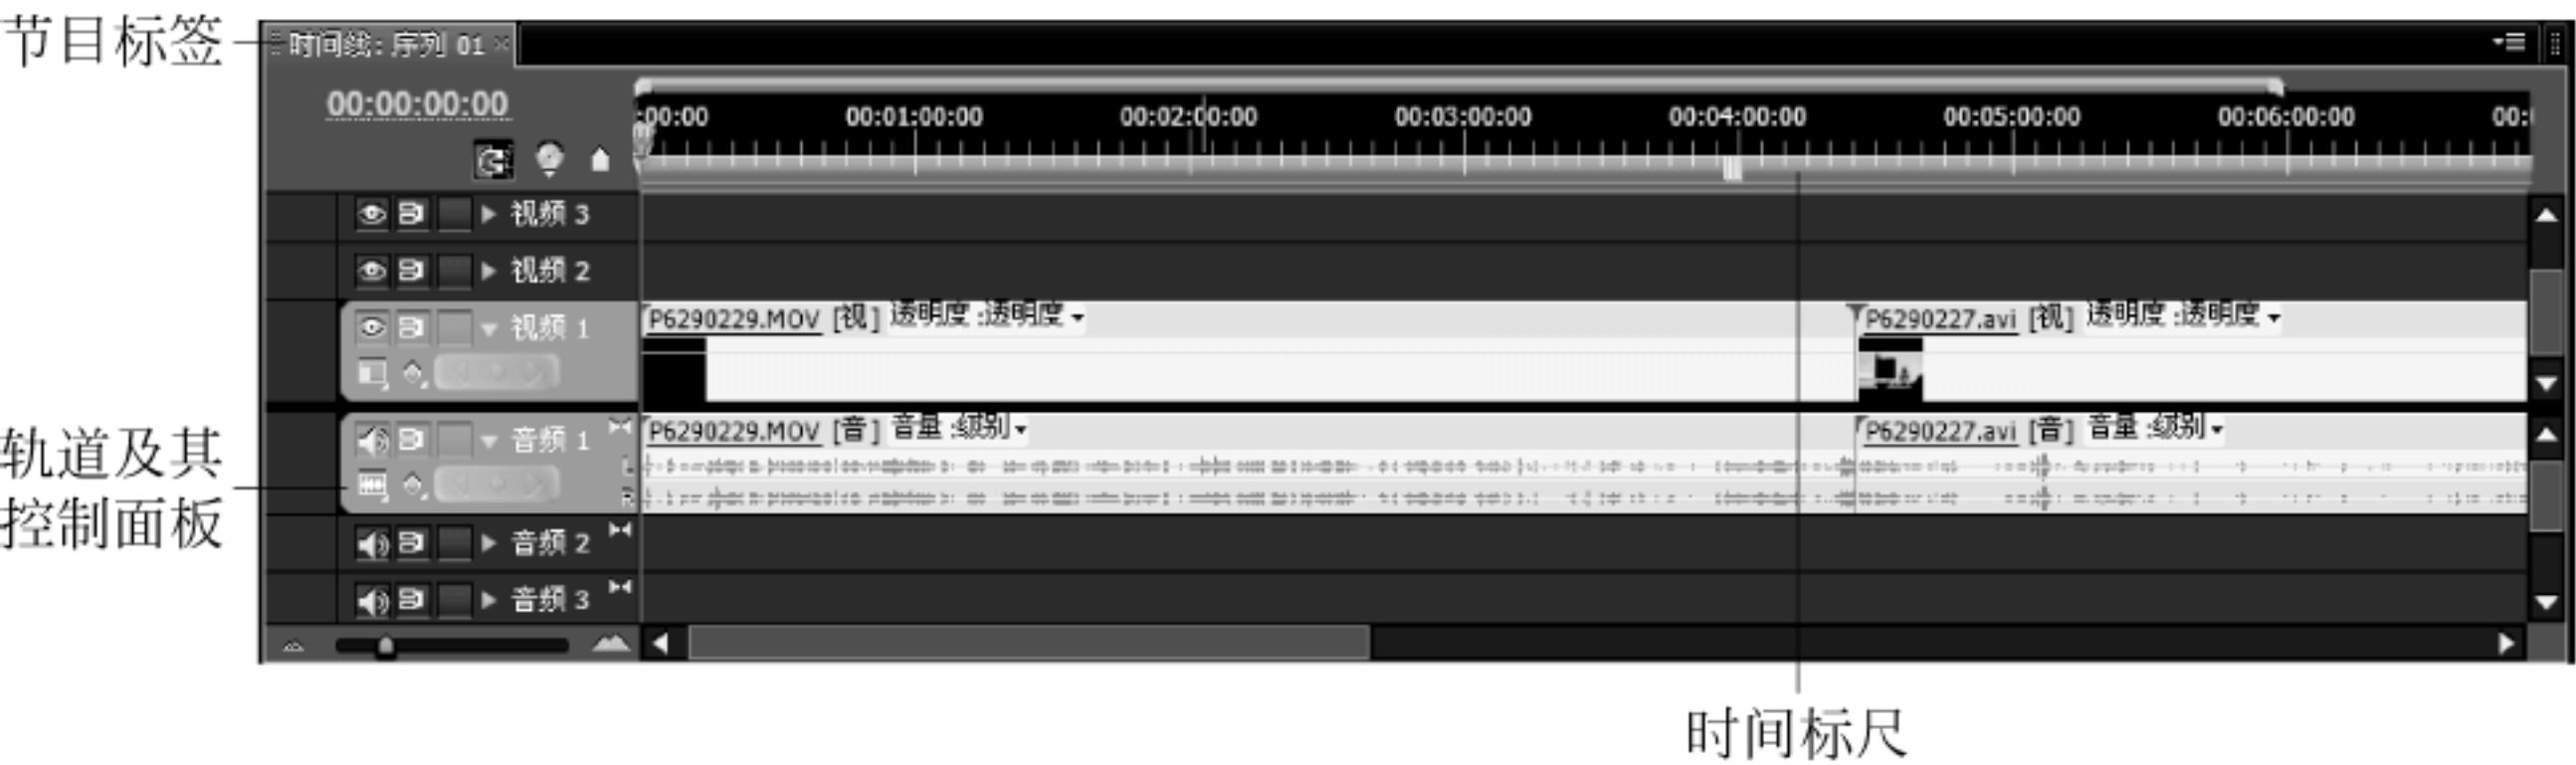 节目标签
时间线: 序列 01 ×
00:00:00:00
:00:00 00:01:00:00 00:02:00:00 00:03:00:00 00:04:00:00 00:05:00:00 00:06:00:00 00:
视频 3
视频 2
视频 1
P6290229.MOV [视] 透明度:透明度
P6290227.avi [视] 透明度:透明度
轨道及其
控制面板
音频 1
L
R
P6290229.MOV [音] 音量:级别
P6290227.avi [音] 音量:级别
音频 2
音频 3
时间标尺